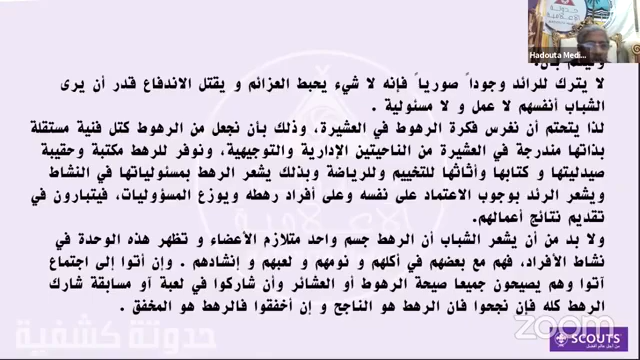 Hadouta Medi...
لا يترك للرائد وجوداً صورياً فإنه لا شيء يحبط العزائم و يقتل الاندفاع قدر أن يرى
الشباب أنفسهم لا عمل و لا مسئولية .
لذا يتحتم أن نغرس فكرة الرهوط في العشيرة، وذلك بأن نجعل من الرهوط كتل فنية مستقلة
بذاتها مندرجة في العشيرة من الناحيتين الإدارية والتوجيهية، ونوفر للرهط مكتبة وحقيبة
صيدليتها و كتابها وأثاثها للتخييم وللرياضة وبذلك يشعر الرهط بمسئولياتها في النشاط
ويشعر الرئد بوجوب الاعتماد على نفسه وعلى أفراد رهطه ويوزع المسؤوليات، فيتبارون في
تقديم نتائج أعمالهم.
ولا بد من أن يشعر الشباب أن الرهط جسم واحد متلازم الأعضاء و تظهر هذه الوحدة في
نشاط الأفراد، فهم مع بعضهم في أكلهم و نومهم و لعبهم و إنشادهم . وإن أتوا إلى اجتماع
آتوا وهم يصيحون جميعا صيحة الرهط أو العشائر وأن شاركوا في لعبة آو مسابقة شارك
الرهط كله فإن نجحوا فان الرهط هو الناجح و إن أخفقوا فالرهط هو المخفق .
حدوتة كشفية
zoom
SCOUTS